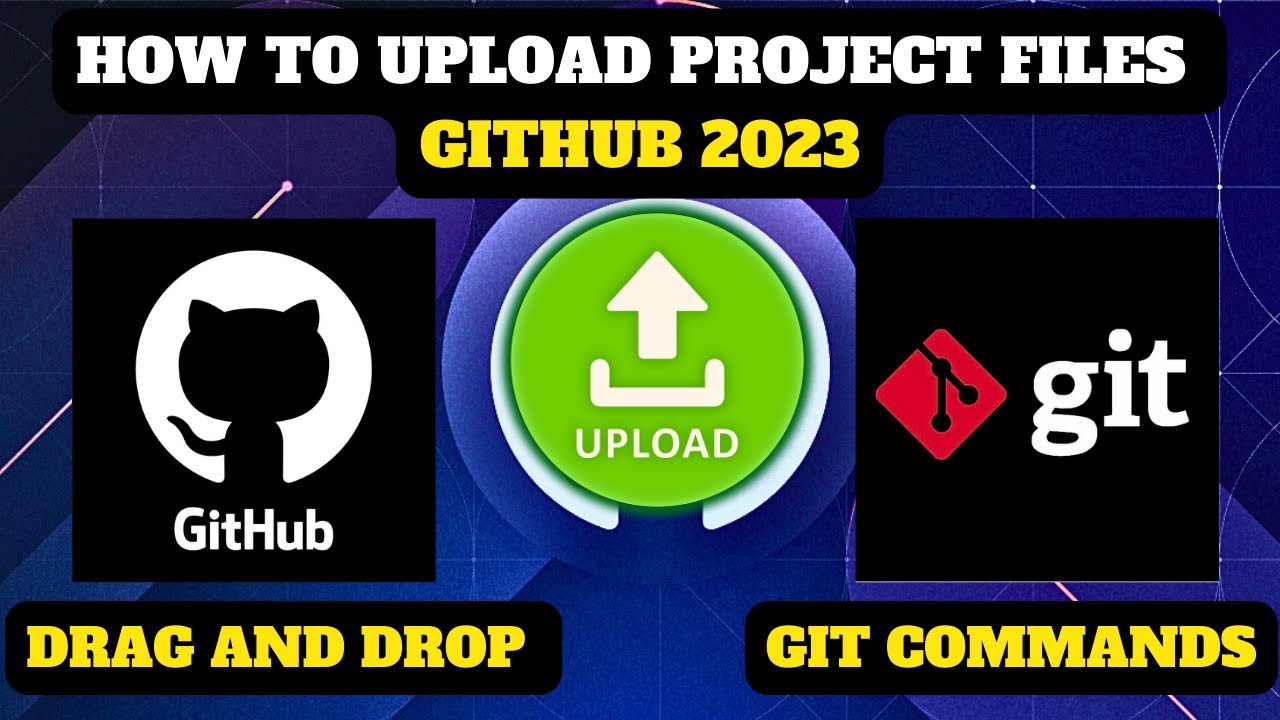 HOW TO UPLOAD PROJECT FILES
GITHUB 2023
GitHub
UPLOAD
git
DRAG AND DROP
GIT COMMANDS